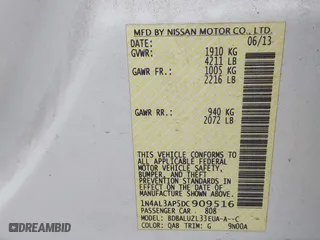 MFD BY NISSAN MOTOR CO., LTD.
DATE: 06/13
GVWR: 1910 KG
4211 LB
GAWR FR.: 1005 KG
2216 LB
GAWR RR.: 940 KG
2072 LB
THIS VEHICLE CONFORMS TO ALL
APPLICABLE FEDERAL MOTOR VEHICLE SAFETY,
BUMPER, AND THEFT
PREVENTION STANDARDS IN EFFECT ON THE
DATE OF MANUFACTURE SHOWN ABOVE.
1N4AL3AP5DC909516
PASSENGER CAR 808
MODEL: BDBALUZL33EUA-A--C
COLOR: QAB TRIM: G 9N00A
DREAMBID